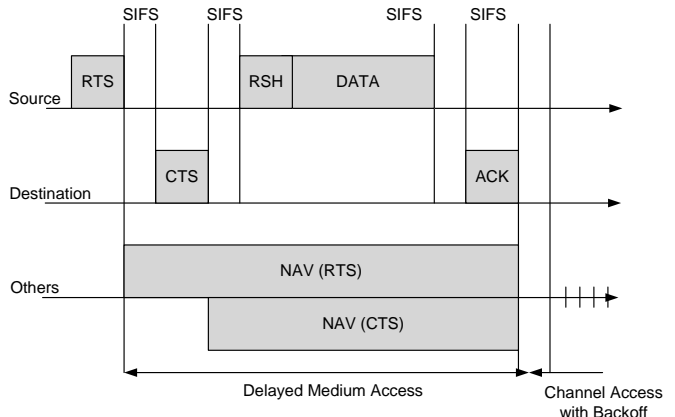 SIFS SIFS SIFS SIFS
RTS RSH DATA
Source
CTS ACK
Destination
NAV (RTS)
Others
NAV (CTS)
Delayed Medium Access
Channel Access
with Backoff